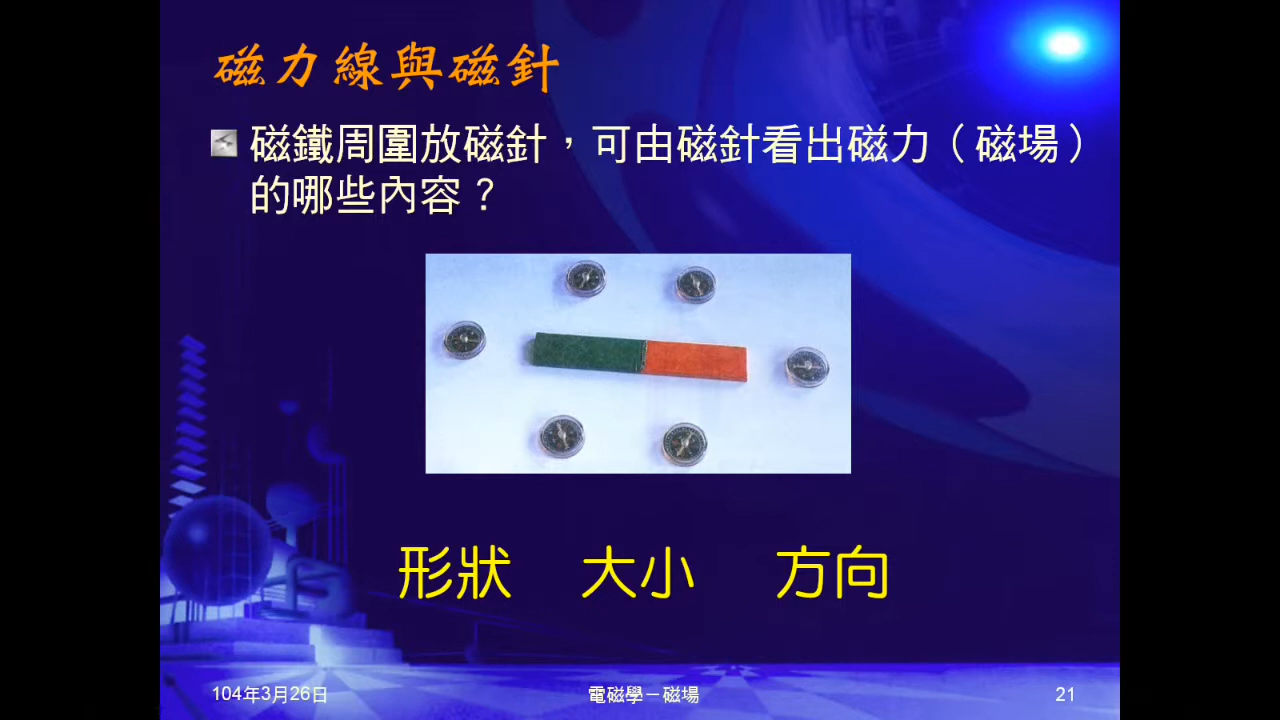 磁力線與磁針
磁鐵周圍放磁針，可由磁針看出磁力（磁場）
的哪些內容？
形狀 大小 方向
104年3月26日 電磁學－磁場 21